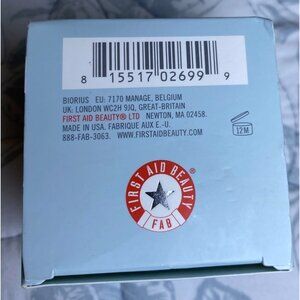 8 15517 02699 9
BIORIUS EU: 7170 MANAGE, BELGIUM
UK: LONDON WC2H 9JQ, GREAT-BRITAIN
FIRST AID BEAUTY® LTD NEWTON, MA 02458.
MADE IN USA. FABRIQUE AUX E.-U.
888-FAB-3063. WWW.FIRSTAIDBEAUTY.COM
12M
FIRST AID BEAUTY ®
FAB